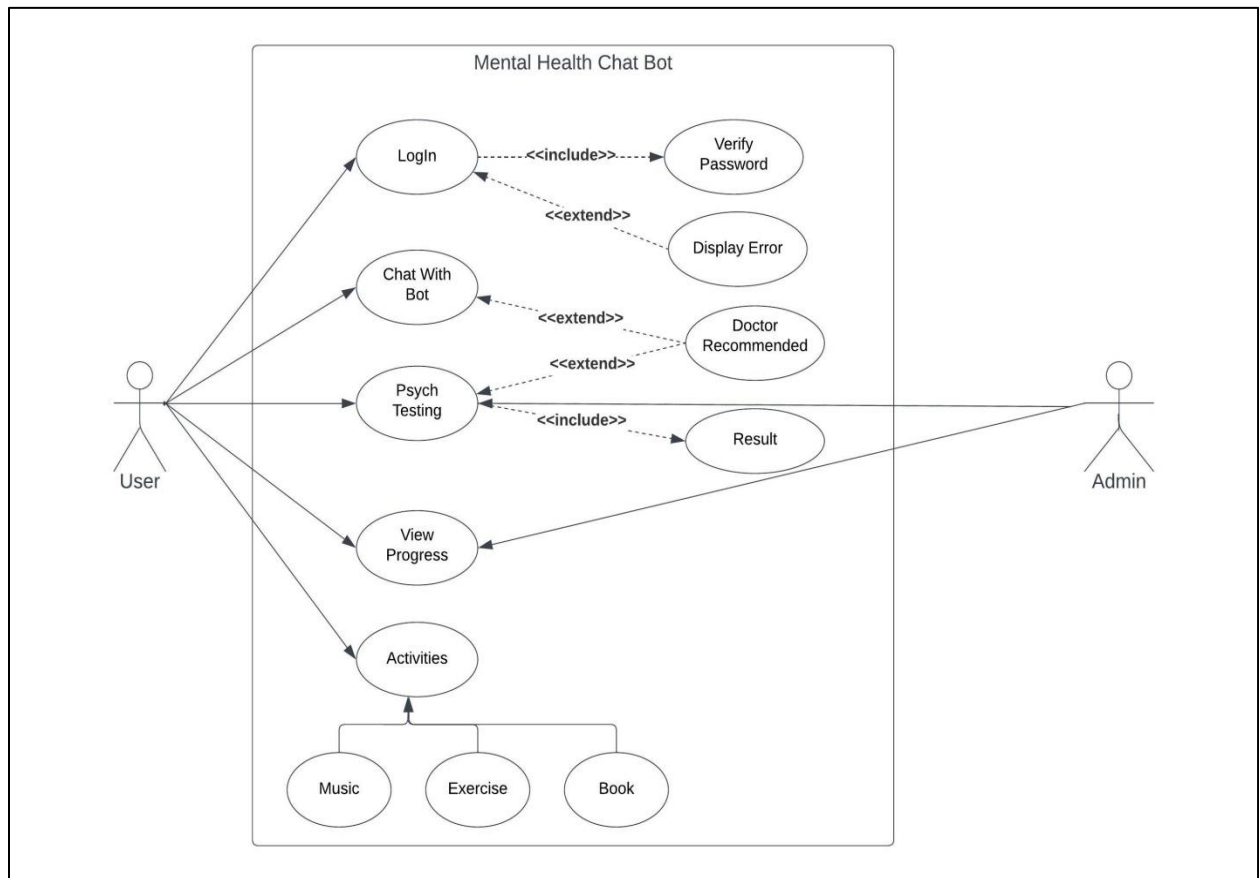 Mental Health Chat Bot
LogIn
<<include>>
Verify
Password
<<extend>>
Display Error
Chat With
Bot
<<extend>>
Doctor
Recommended
<<extend>>
Psych
Testing
<<include>>
Result
User
Admin
View
Progress
Activities
Music
Exercise
Book